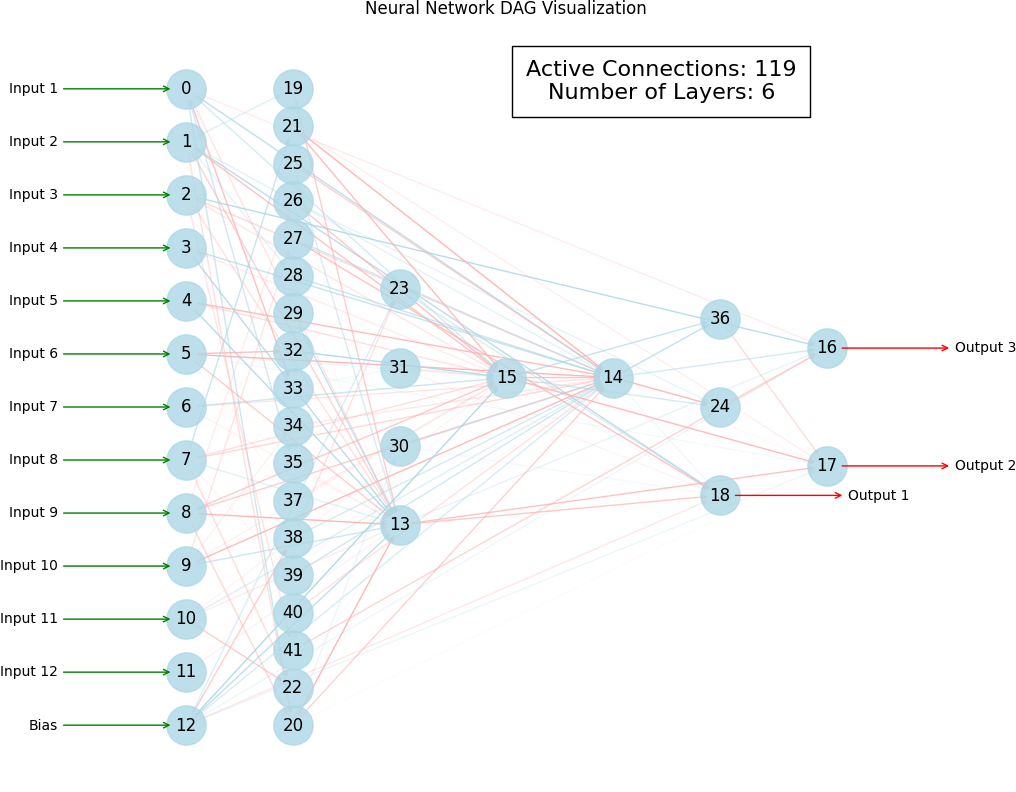 Neural Network DAG Visualization
Active Connections: 119
Number of Layers: 6
Input 1
Input 2
Input 3
Input 4
Input 5
Input 6
Input 7
Input 8
Input 9
Input 10
Input 11
Input 12
Bias
0
1
2
3
4
5
6
7
8
9
10
11
12
19
21
25
26
27
28
29
32
33
34
35
37
38
39
40
41
22
20
23
31
30
13
15
14
36
24
18
16
17
Output 3
Output 2
Output 1